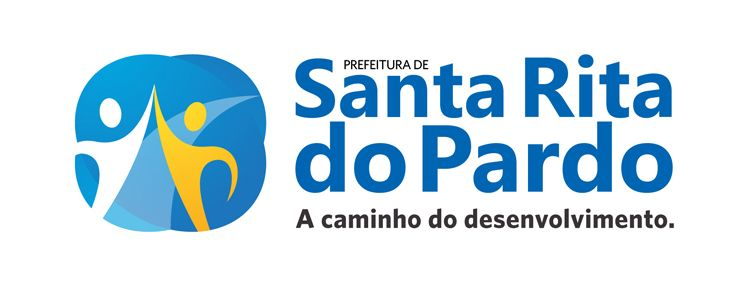 PREFEITURA DE
Santa Rita
do Pardo
A caminho do desenvolvimento.